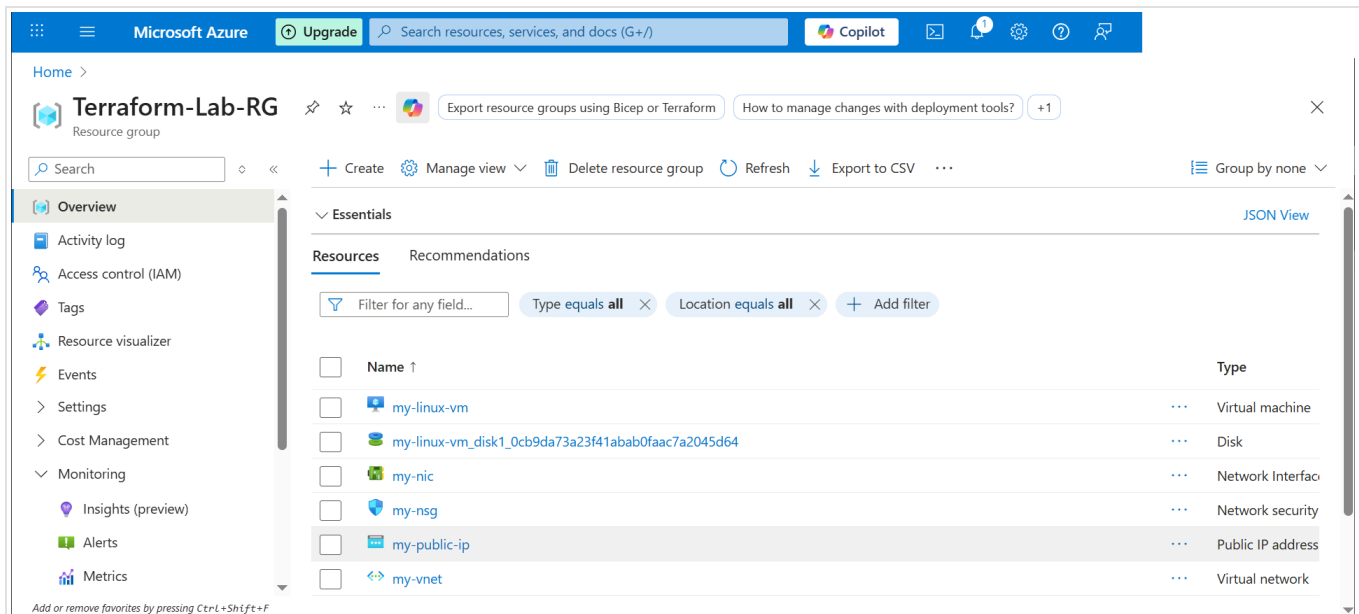 Microsoft Azure
Upgrade
Search resources, services, and docs (G+/)
Copilot
1
Home >
Terraform-Lab-RG
Resource group
Export resource groups using Bicep or Terraform
How to manage changes with deployment tools?
+1
Search
Create
Manage view
Delete resource group
Refresh
Export to CSV
Group by none
Overview
Activity log
Access control (IAM)
Tags
Resource visualizer
Events
Settings
Cost Management
Monitoring
Insights (preview)
Alerts
Metrics
Add or remove favorites by pressing Ctrl+Shift+F
Essentials
JSON View
Resources Recommendations
Filter for any field...
Type equals all
Location equals all
Add filter
Name ↑ Type
my-linux-vm ... Virtual machine
my-linux-vm_disk1_0cb9da73a23f41abab0faac7a2045d64 ... Disk
my-nic ... Network Interfac
my-nsg ... Network security
my-public-ip ... Public IP address
my-vnet ... Virtual network